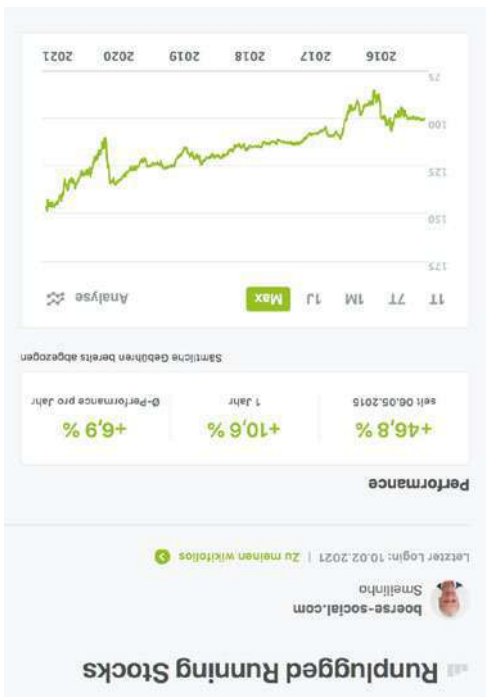 Runplugged Running Stocks
boerse-social.com
Smeilinho
Letzter Login: 10.02.2021 | Zu meinen wikifolios
Performance
+46,8 % +10,6 % +6,9 %
seit 06.05.2015 1 Jahr Ø-Performance pro Jahr
Sämtliche Gebühren bereits abgezogen
1T 7T 1M 1J Max Analyse
175
150
125
100
75
2016 2017 2018 2019 2020 2021